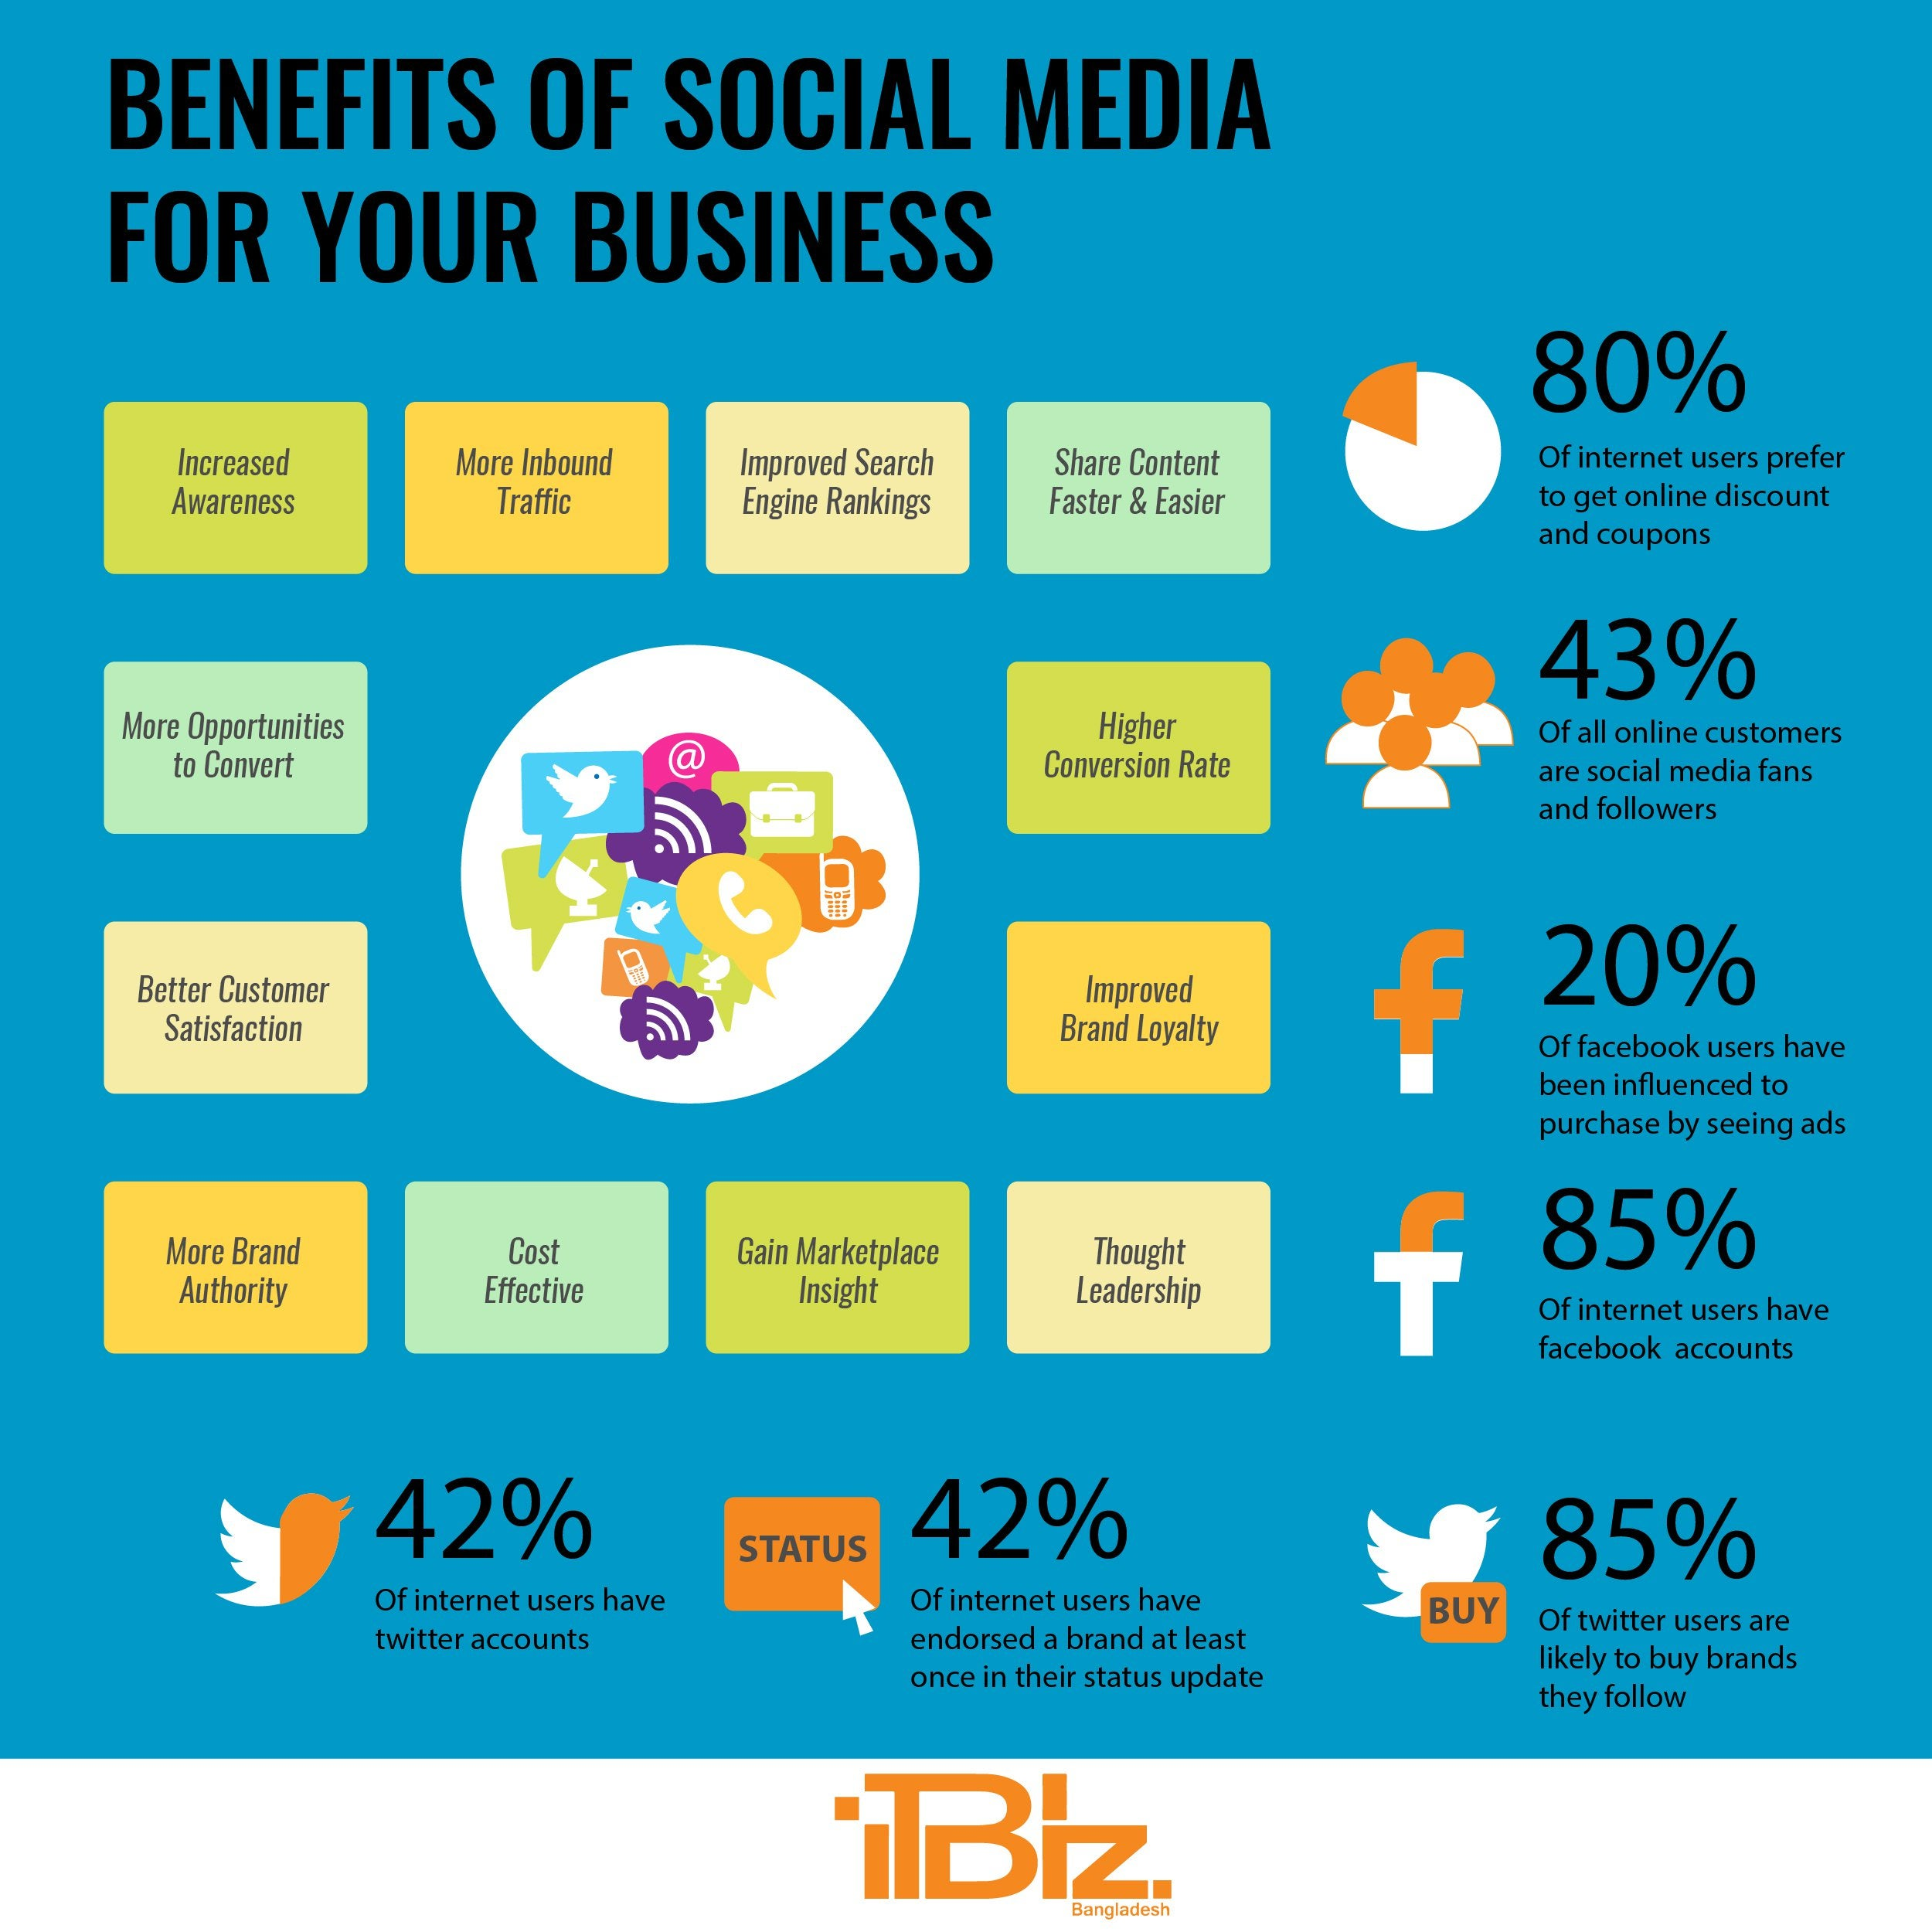 BENEFITS OF SOCIAL MEDIA
FOR YOUR BUSINESS
Increased
Awareness
More Inbound
Traffic
Improved Search
Engine Rankings
Share Content
Faster & Easier
80%
Of internet users prefer
to get online discount
and coupons
More Opportunities
to Convert
@
Higher
Conversion Rate
43%
Of all online customers
are social media fans
and followers
Better Customer
Satisfaction
Improved
Brand Loyalty
20%
Of facebook users have
been influenced to
purchase by seeing ads
More Brand
Authority
Cost
Effective
Gain Marketplace
Insight
Thought
Leadership
85%
Of internet users have
facebook accounts
42%
Of internet users have
twitter accounts
STATUS
42%
Of internet users have
endorsed a brand at least
once in their status update
BUY
85%
Of twitter users are
likely to buy brands
they follow
iTBIz.
Bangladesh